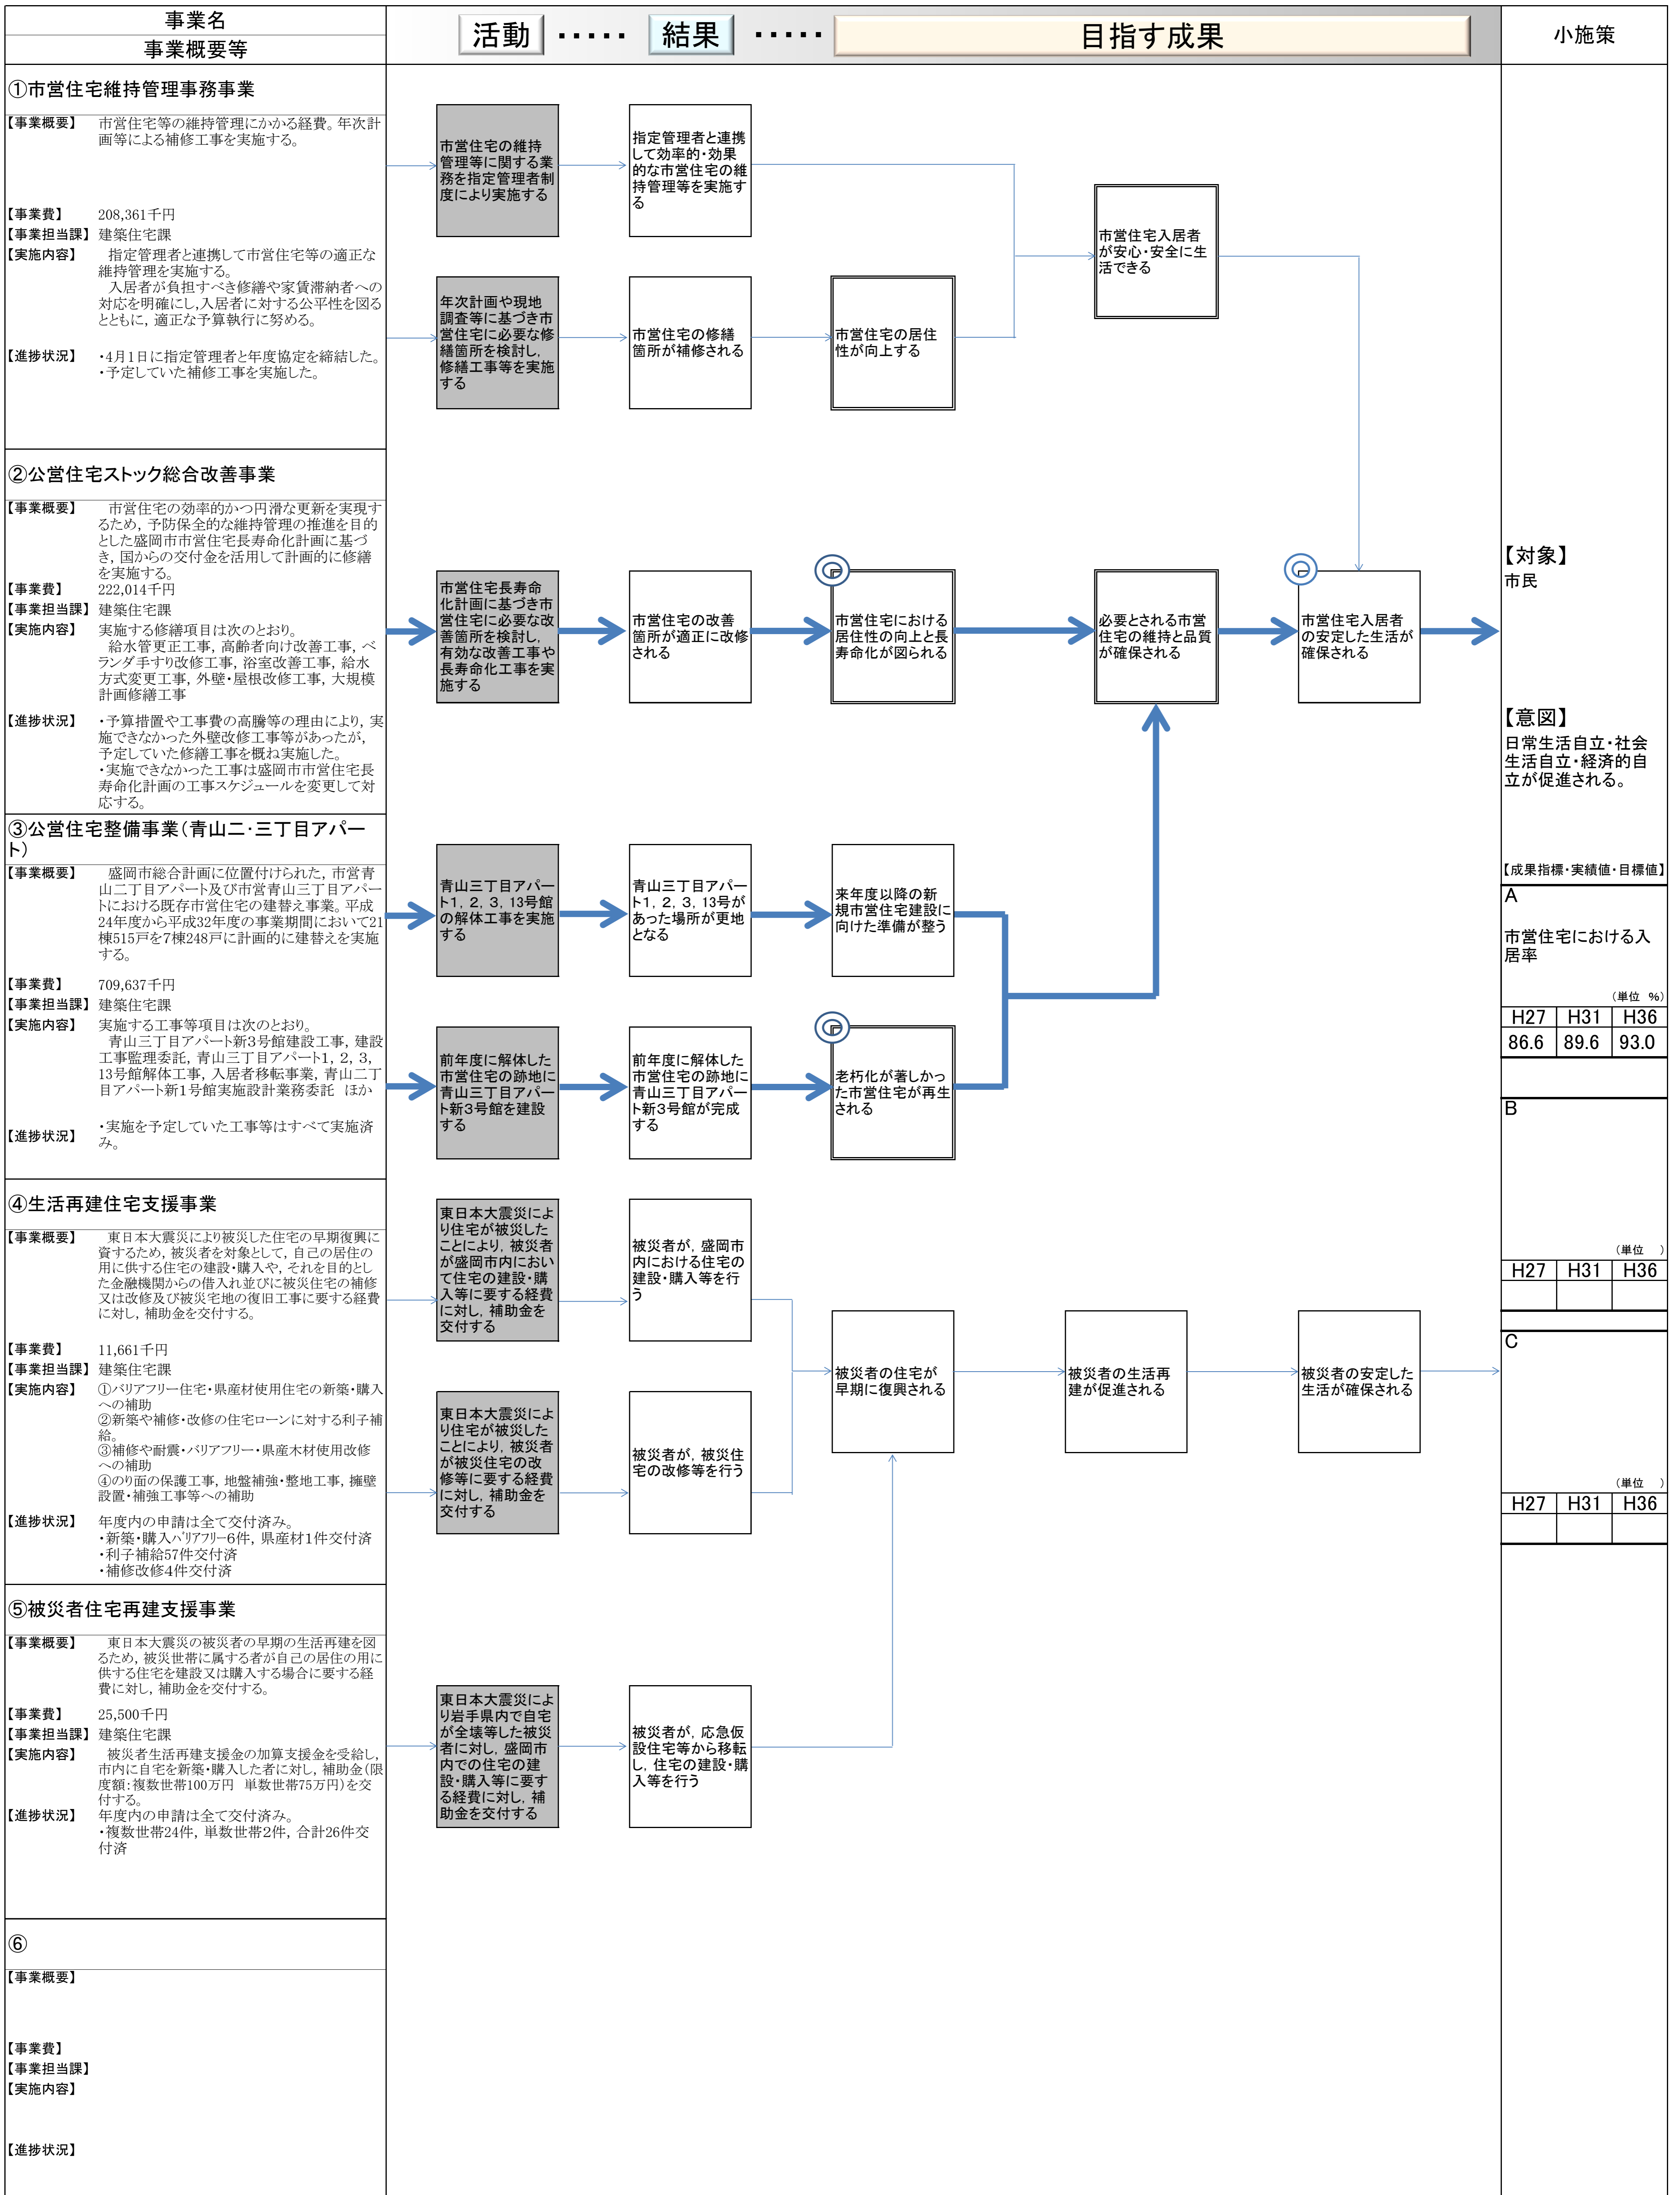 事業名
事業概要等
活動 ・・・・・ 結果 ・・・・・ 目指す成果
小施策
①市営住宅維持管理事務事業
【事業概要】 市営住宅等の維持管理にかかる経費。年次計
画等による補修工事を実施する。
【事業費】 208,361千円
【事業担当課】 建築住宅課
【実施内容】 指定管理者と連携して市営住宅等の適正な
維持管理を実施する。
入居者が負担すべき修繕や家賃滞納者への
対応を明確にし,入居者に対する公平性を図る
とともに, 適正な予算執行に努める。
【進捗状況】 ・4月1日に指定管理者と年度協定を締結した。
・予定していた補修工事を実施した。
市営住宅の維持
管理等に関する業
務を指定管理者制
度により実施する
指定管理者と連携
して効率的・効果
的な市営住宅の維
持管理等を実施す
る
市営住宅入居者
が安心・安全に生
活できる
年次計画や現地
調査等に基づき市
営住宅に必要な修
繕箇所を検討し,
修繕工事等を実施
する
市営住宅の修繕
箇所が補修される
市営住宅の居住
性が向上する
②公営住宅ストック総合改善事業
【事業概要】 市営住宅の効率的かつ円滑な更新を実現す
るため, 予防保全的な維持管理の推進を目的
とした盛岡市市営住宅長寿命化計画に基づ
き, 国からの交付金を活用して計画的に修繕
を実施する。
【事業費】 222,014千円
【事業担当課】 建築住宅課
【実施内容】 実施する修繕項目は次のとおり。
給水管更正工事, 高齢者向け改善工事, ベ
ランダ手すり改修工事, 浴室改善工事, 給水
方式変更工事, 外壁・屋根改修工事, 大規模
計画修繕工事
【進捗状況】 ・予算措置や工事費の高騰等の理由により, 実
施できなかった外壁改修工事等があったが,
予定していた修繕工事を概ね実施した。
・実施できなかった工事は盛岡市市営住宅長
寿命化計画の工事スケジュールを変更して対
応する。
市営住宅長寿命
化計画に基づき市
営住宅に必要な改
善箇所を検討し,
有効な改善工事や
長寿命化工事を実
施する
市営住宅の改善
箇所が適正に改修
される
◎
市営住宅における
居住性の向上と長
寿命化が図られる
必要とされる市営
住宅の維持と品質
が確保される
◎
市営住宅入居者
の安定した生活が
確保される
③公営住宅整備事業(青山二・三丁目アパー
ト)
【事業概要】 盛岡市総合計画に位置付けられた, 市営青
山二丁目アパート及び市営青山三丁目アパー
トにおける既存市営住宅の建替え事業。平成
24年度から平成32年度の事業期間において21
棟515戸を7棟248戸に計画的に建替えを実施
する。
【事業費】 709,637千円
【事業担当課】 建築住宅課
【実施内容】 実施する工事等項目は次のとおり。
青山三丁目アパート新3号館建設工事, 建設
工事監理委託, 青山三丁目アパート1, 2, 3,
13号館解体工事, 入居者移転事業, 青山二丁
目アパート新1号館実施設計業務委託 ほか
【進捗状況】 ・実施を予定していた工事等はすべて実施済
み。
青山三丁目アパー
ト1, 2, 3, 13号館
の解体工事を実施
する
青山三丁目アパー
ト1, 2, 3, 13号が
あった場所が更地
となる
来年度以降の新
規市営住宅建設に
向けた準備が整う
前年度に解体した
市営住宅の跡地に
青山三丁目アパー
ト新3号館を建設
する
前年度に解体した
市営住宅の跡地に
青山三丁目アパー
ト新3号館が完成
する
◎
老朽化が著しかっ
た市営住宅が再生
される
④生活再建住宅支援事業
【事業概要】 東日本大震災により被災した住宅の早期復興に
資するため, 被災者を対象として, 自己の居住の
用に供する住宅の建設・購入や, それを目的とし
た金融機関からの借入れ並びに被災住宅の補修
又は改修及び被災宅地の復旧工事に要する経費
に対し, 補助金を交付する。
【事業費】 11,661千円
【事業担当課】 建築住宅課
【実施内容】 ①バリアフリー住宅・県産材使用住宅の新築・購入
への補助
②新築や補修・改修の住宅ローンに対する利子補
給。
③補修や耐震・バリアフリー・県産木材使用改修
への補助
④のり面の保護工事, 地盤補強・整地工事, 擁壁
設置・補強工事等への補助
【進捗状況】 年度内の申請は全て交付済み。
・新築・購入バリアフリー6件, 県産材1件交付済
・利子補給57件交付済
・補修改修4件交付済
東日本大震災によ
り住宅が被災した
ことにより, 被災者
が盛岡市内におい
て住宅の建設・購
入等に要する経費
に対し, 補助金を
交付する
被災者が, 盛岡市
内における住宅の
建設・購入等を行
う
東日本大震災によ
り住宅が被災した
ことにより, 被災者
が被災住宅の改
修等に要する経費
に対し, 補助金を
交付する
被災者が, 被災住
宅の改修等を行う
被災者の住宅が
早期に復興される
被災者の生活再
建が促進される
被災者の安定した
生活が確保される
⑤被災者住宅再建支援事業
【事業概要】 東日本大震災の被災者の早期の生活再建を図
るため, 被災世帯に属する者が自己の居住の用に
供する住宅を建設又は購入する場合に要する経
費に対し, 補助金を交付する。
【事業費】 25,500千円
【事業担当課】 建築住宅課
【実施内容】 被災者生活再建支援金の加算支援金を受給し,
市内に自宅を新築・購入した者に対し, 補助金(限
度額:複数世帯100万円 単数世帯75万円)を交
付する。
【進捗状況】 年度内の申請は全て交付済み。
・複数世帯24件, 単数世帯2件, 合計26件交
付済
東日本大震災によ
り岩手県内で自宅
が全壊等した被災
者に対し, 盛岡市
内での住宅の建
設・購入等に要す
る経費に対し, 補
助金を交付する
被災者が, 応急仮
設住宅等から移転
し, 住宅の建設・購
入等を行う
⑥
【事業概要】
【事業費】
【事業担当課】
【実施内容】
【進捗状況】
【対象】
市民
【意図】
日常生活自立・社会
生活自立・経済的自
立が促進される。
【成果指標・実績値・目標値】
A
市営住宅における入
居率
(単位 %)
H27 H31 H36
86.6 89.6 93.0
B
(単位 )
H27 H31 H36
C
(単位 )
H27 H31 H36